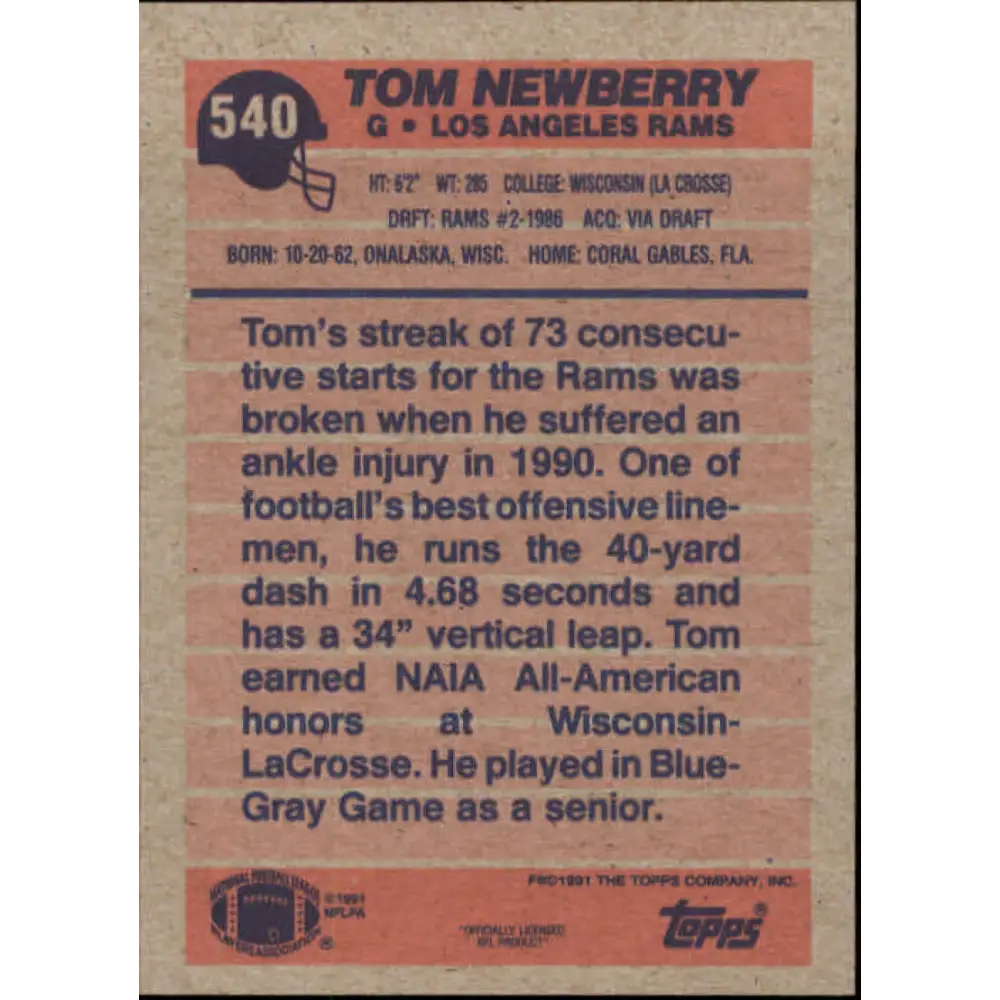 540
TOM NEWBERRY
G • LOS ANGELES RAMS
HT: 6'2" WT: 285 COLLEGE: WISCONSIN (LA CROSSE)
DRFT: RAMS #2-1986 ACQ: VIA DRAFT
BORN: 10-20-62, ONALASKA, WISC. HOME: CORAL GABLES, FLA.
Tom's streak of 73 consecu-
tive starts for the Rams was
broken when he suffered an
ankle injury in 1990. One of
football's best offensive line-
men, he runs the 40-yard
dash in 4.68 seconds and
has a 34" vertical leap. Tom
earned NAIA All-American
honors at Wisconsin-
LaCrosse. He played in Blue-
Gray Game as a senior.
NATIONAL FOOTBALL LEAGUE
PLAYERS ASSOCIATION ®
©1991
NFLPA
"OFFICIALLY LICENSED
NFL PRODUCT"
F#©1991 THE TOPPS COMPANY, INC.
topps®